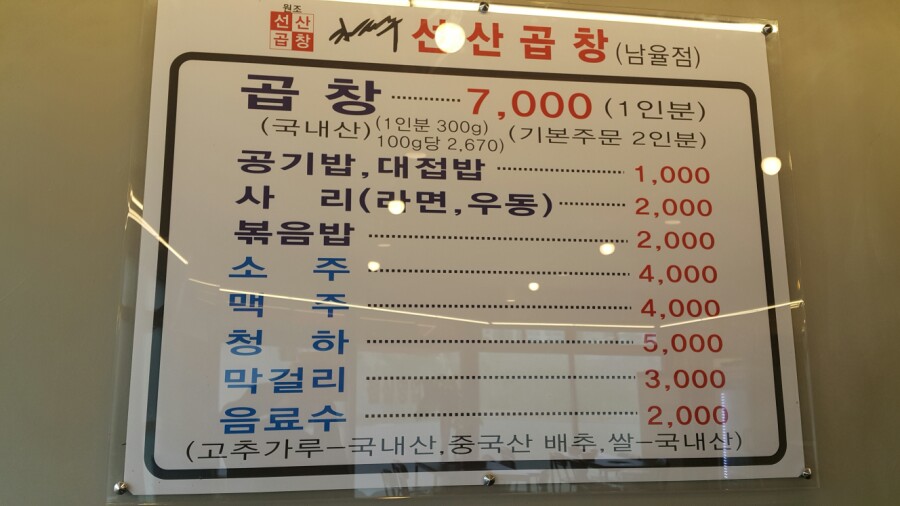 원조
선산
곱창
선산곱창 (남율점)
곱창 7,000 (1인분)
(국내산) (1인분 300g) (기본주문 2인분)
100g당 2,670)
공기밥,대접밥 1,000
사 리(라면,우동) 2,000
볶음밥 2,000
소 주 4,000
맥 주 4,000
청 하 5,000
막걸리 3,000
음료수 2,000
(고추가루-국내산,중국산 배추,쌀-국내산)